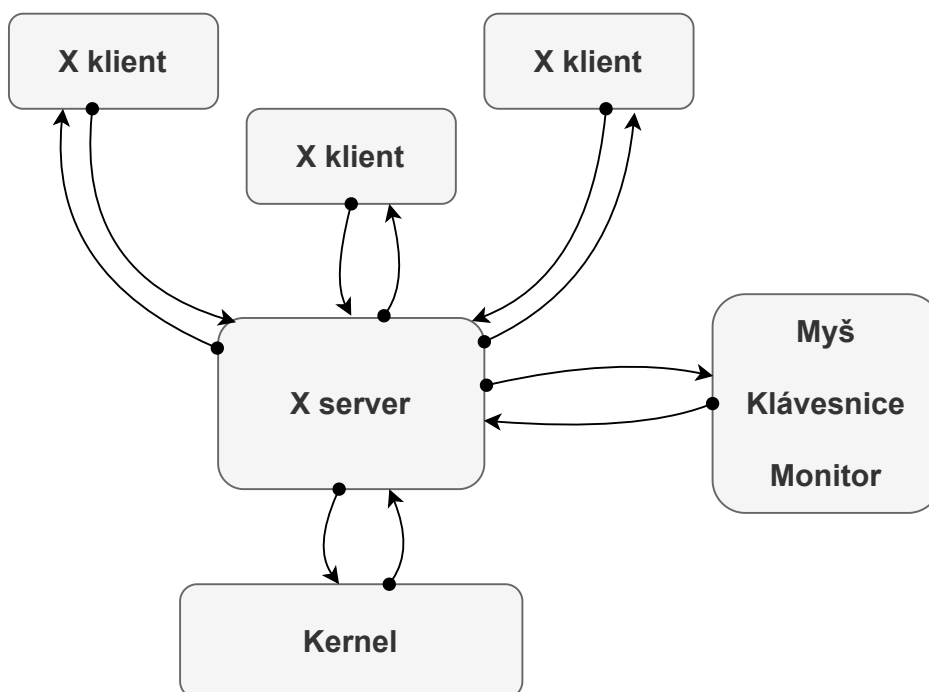 X klient
X klient
X klient
X server
Myš
Klávesnice
Monitor
Kernel